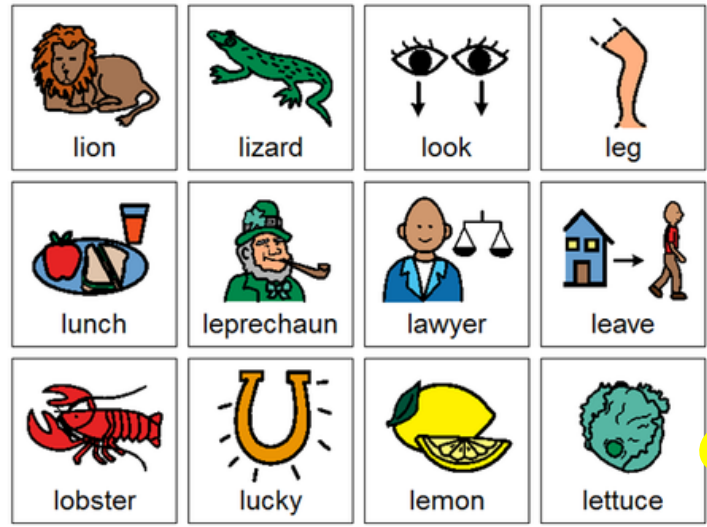 lion lizard look leg
lunch leprechaun lawyer leave
lobster lucky lemon lettuce